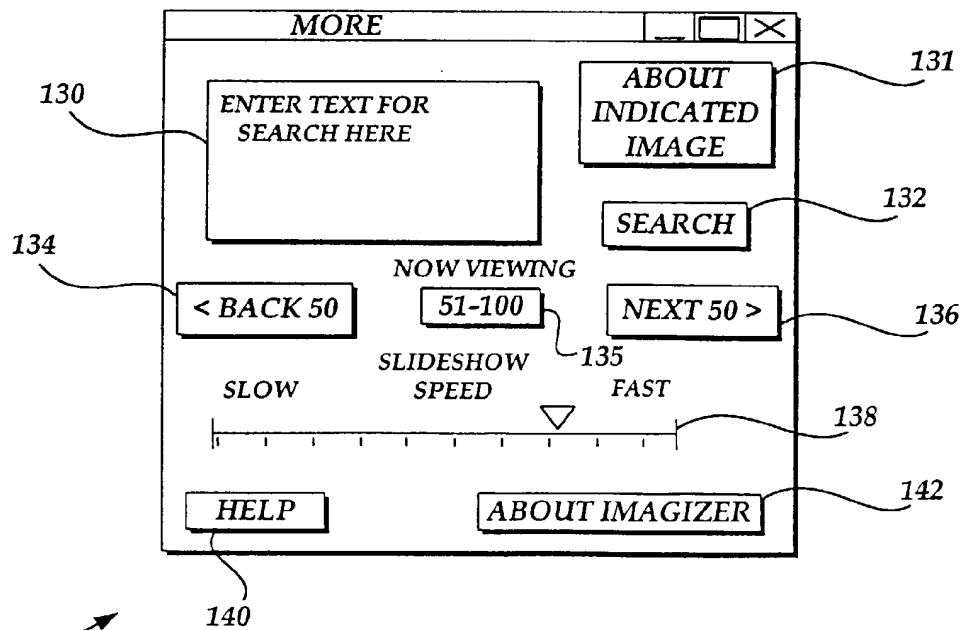 MORE
131
ABOUT
INDICATED
IMAGE
130
ENTER TEXT FOR
SEARCH HERE
132
SEARCH
134
NOW VIEWING
< BACK 50
51-100
NEXT 50 >
136
135
SLIDESHOW
SPEED
SLOW
FAST
138
142
HELP
ABOUT IMAGIZER
140